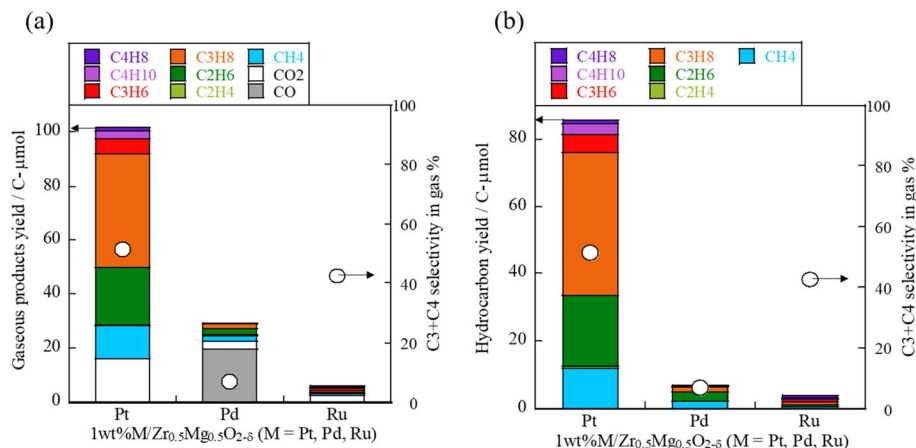 (a)
C4H8 C3H8 CH4
C4H10 C2H6 CO2
C3H6 C2H4 CO
Gaseous products yield / C-μmol
100
80
60
40
20
0
100
80
60
40
20
0
C3+C4 selectivity in gas %
Pt Pd Ru
1wt%M/Zr0.5Mg0.5O2-δ (M = Pt, Pd, Ru)
(b)
C4H8 C3H8 CH4
C4H10 C2H6
C3H6 C2H4
Hydrocarbon yield / C-μmol
80
60
40
20
0
100
80
60
40
20
0
C3+C4 selectivity in gas %
Pt Pd Ru
1wt%M/Zr0.5Mg0.5O2-δ (M = Pt, Pd, Ru)